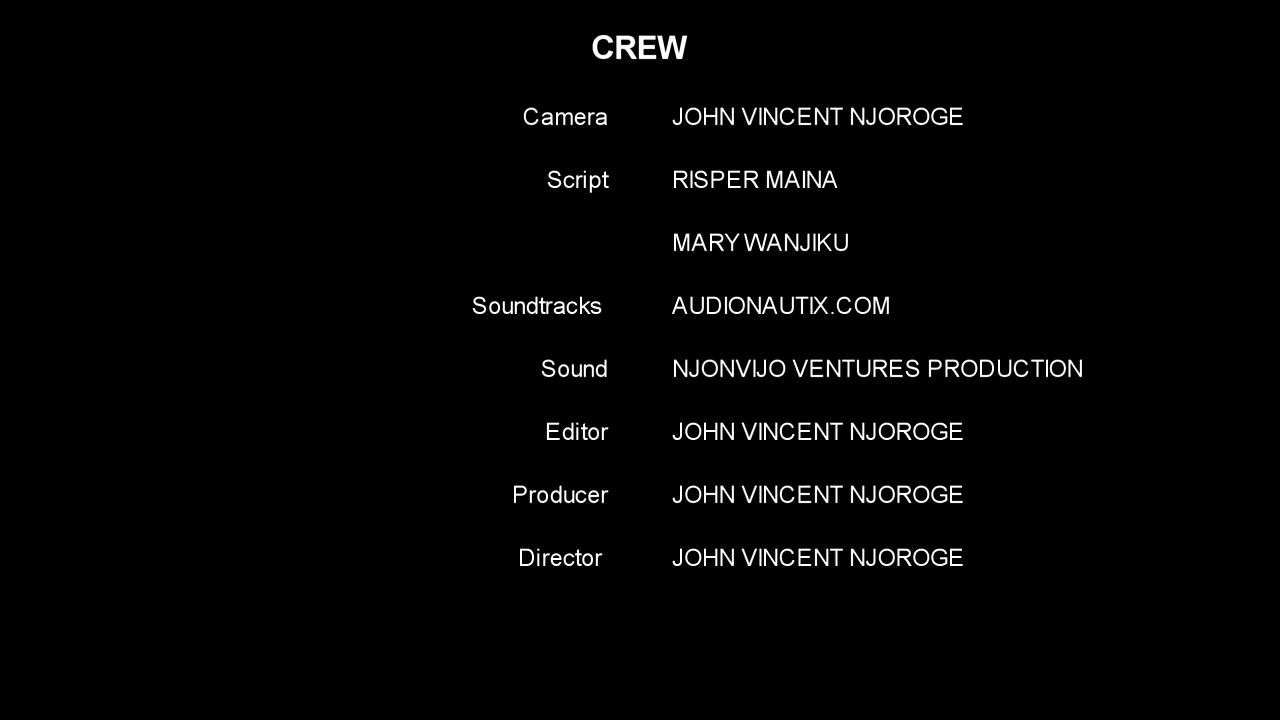 CREW
Camera JOHN VINCENT NJOROGE
Script RISPER MAINA
MARY WANJIKU
Soundtracks AUDIONAUTIX.COM
Sound NJONVIJO VENTURES PRODUCTION
Editor JOHN VINCENT NJOROGE
Producer JOHN VINCENT NJOROGE
Director JOHN VINCENT NJOROGE